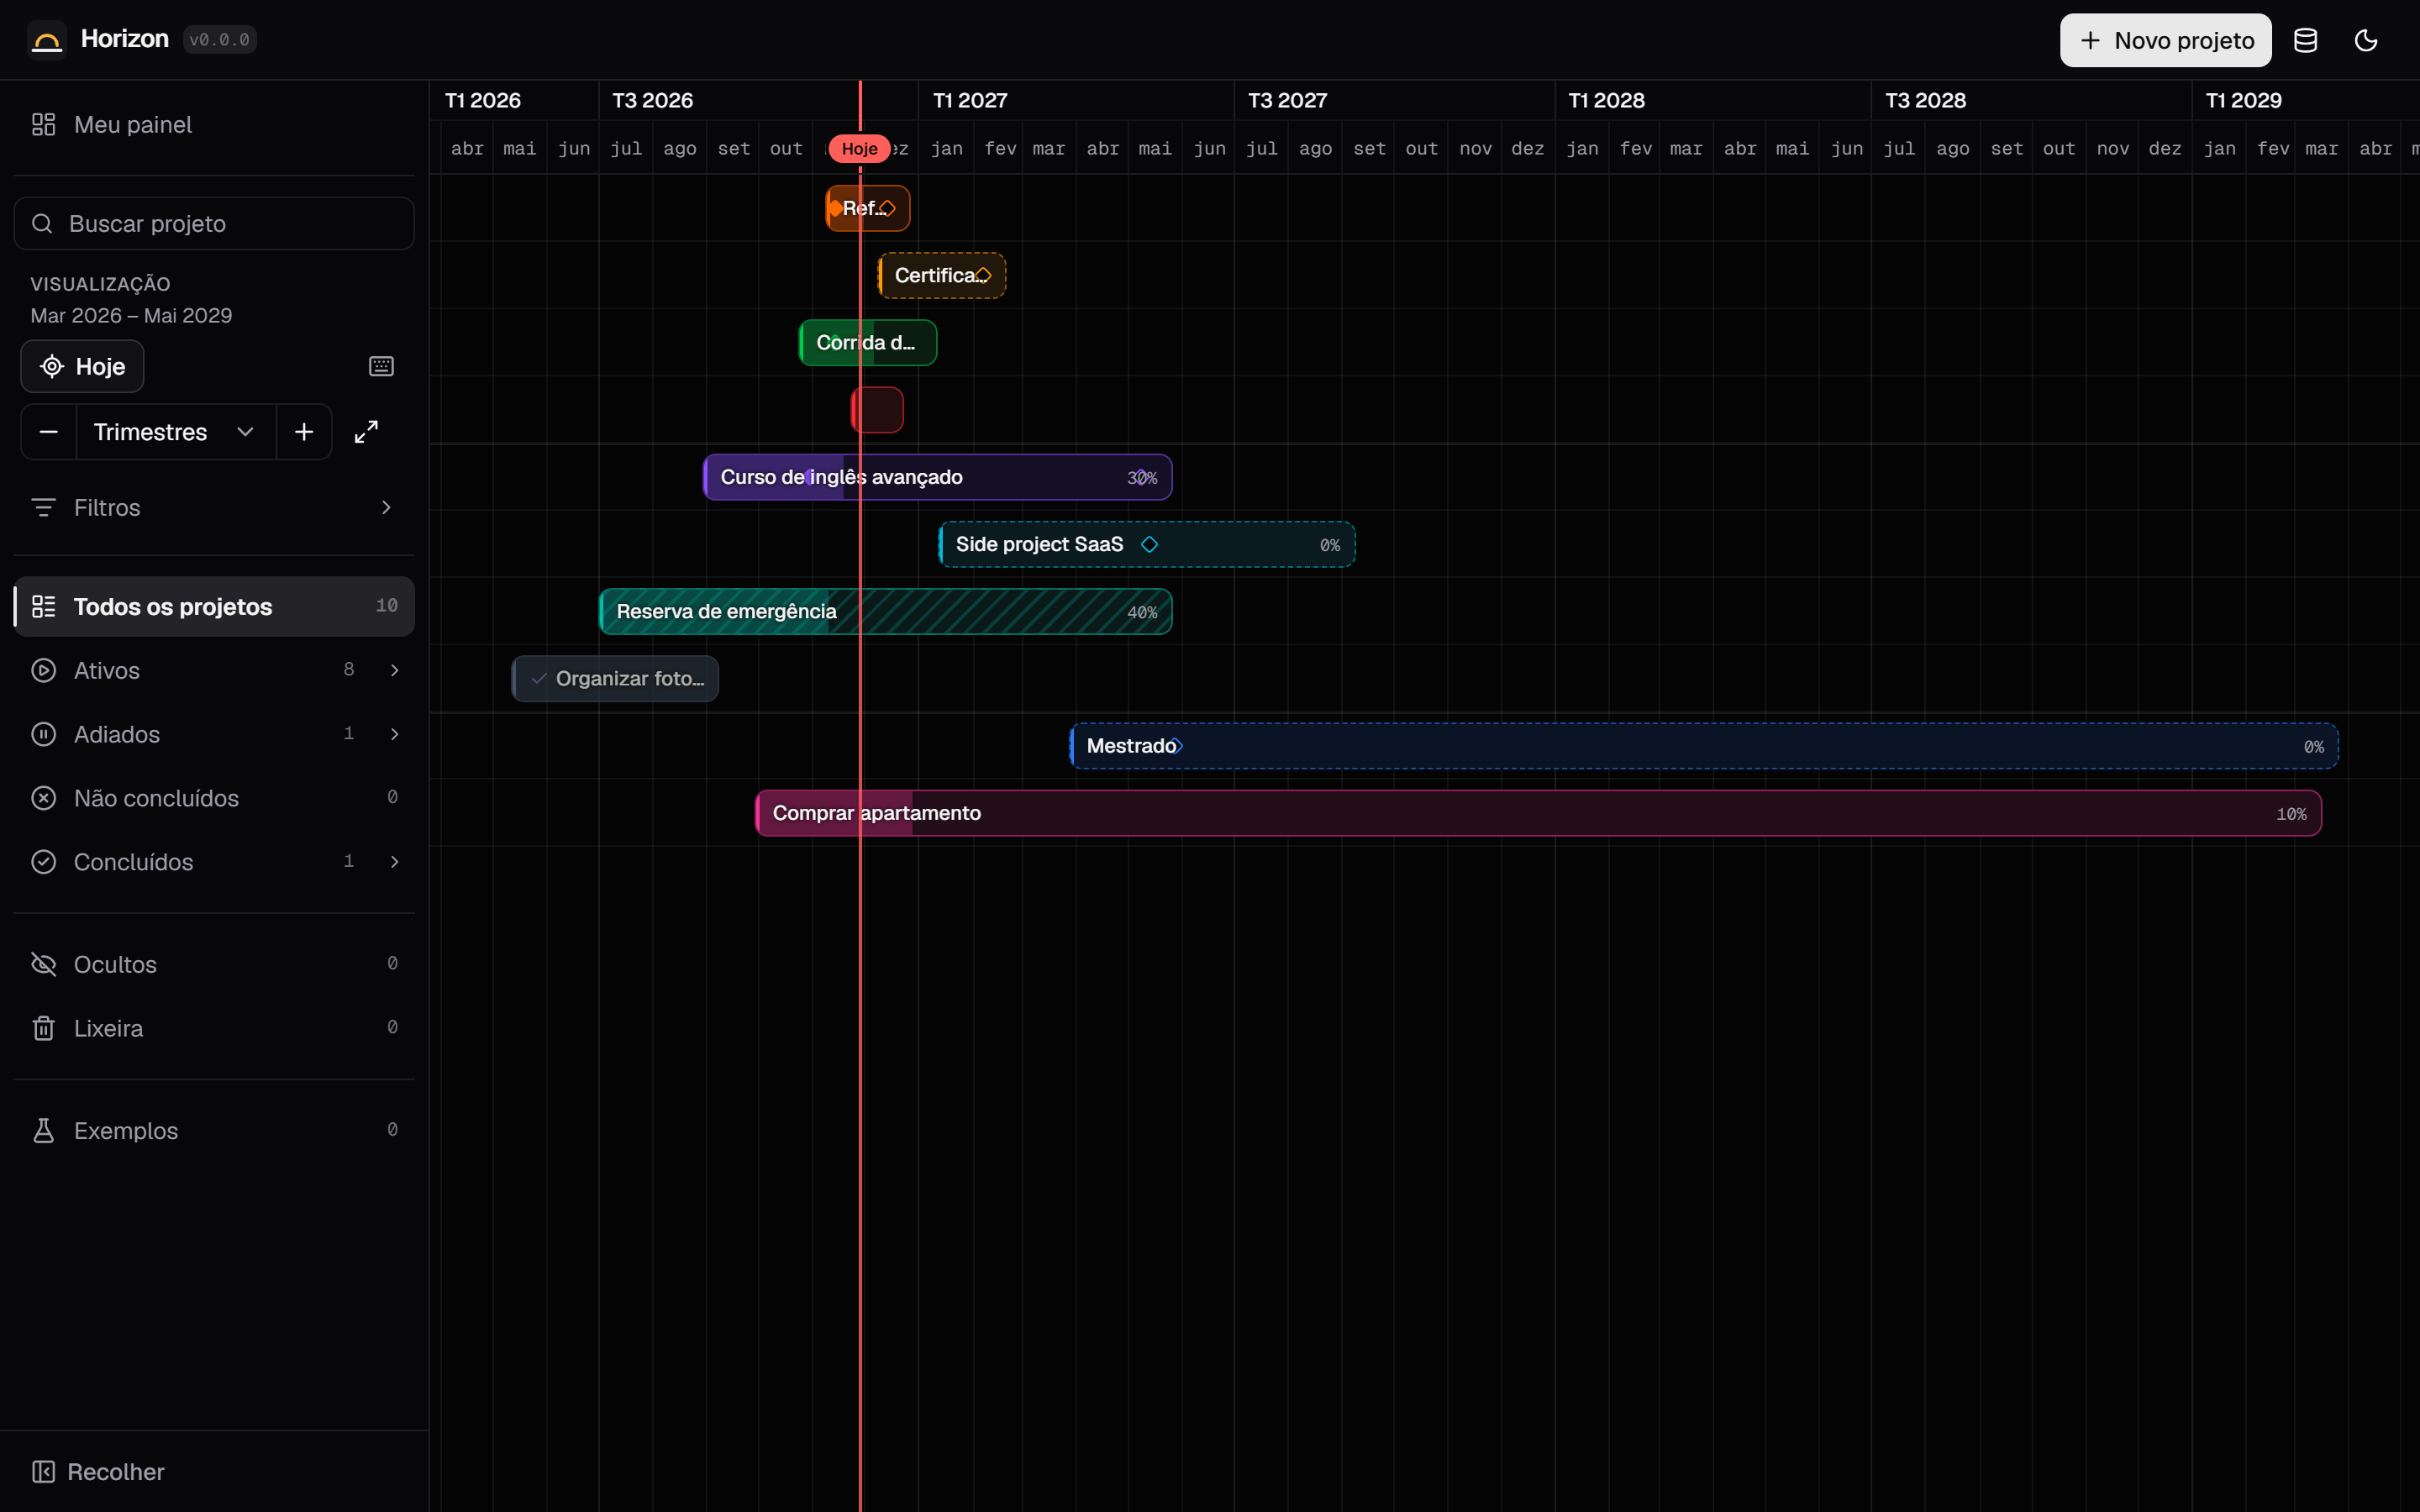 Horizon v0.0.0
Novo projeto
Meu painel
Buscar projeto
VISUALIZAÇÃO
Mar 2026 – Mai 2029
Hoje
Trimestres
Filtros
Todos os projetos 10
Ativos 8
Adiados 1
Não concluídos 0
Concluídos 1
Ocultos 0
Lixeira 0
Exemplos 0
Recolher
T1 2026 T3 2026 T1 2027 T3 2027 T1 2028 T3 2028 T1 2029
abr mai jun jul ago set out Hoje jan fev mar abr mai jun jul ago set out nov dez jan fev mar abr mai jun jul ago set out nov dez jan fev mar abr
Ref...
Certifica...
Corrida d...
Curso de inglês avançado 30%
Side project SaaS 0%
Reserva de emergência 40%
Organizar foto...
Mestrado 0%
Comprar apartamento 10%